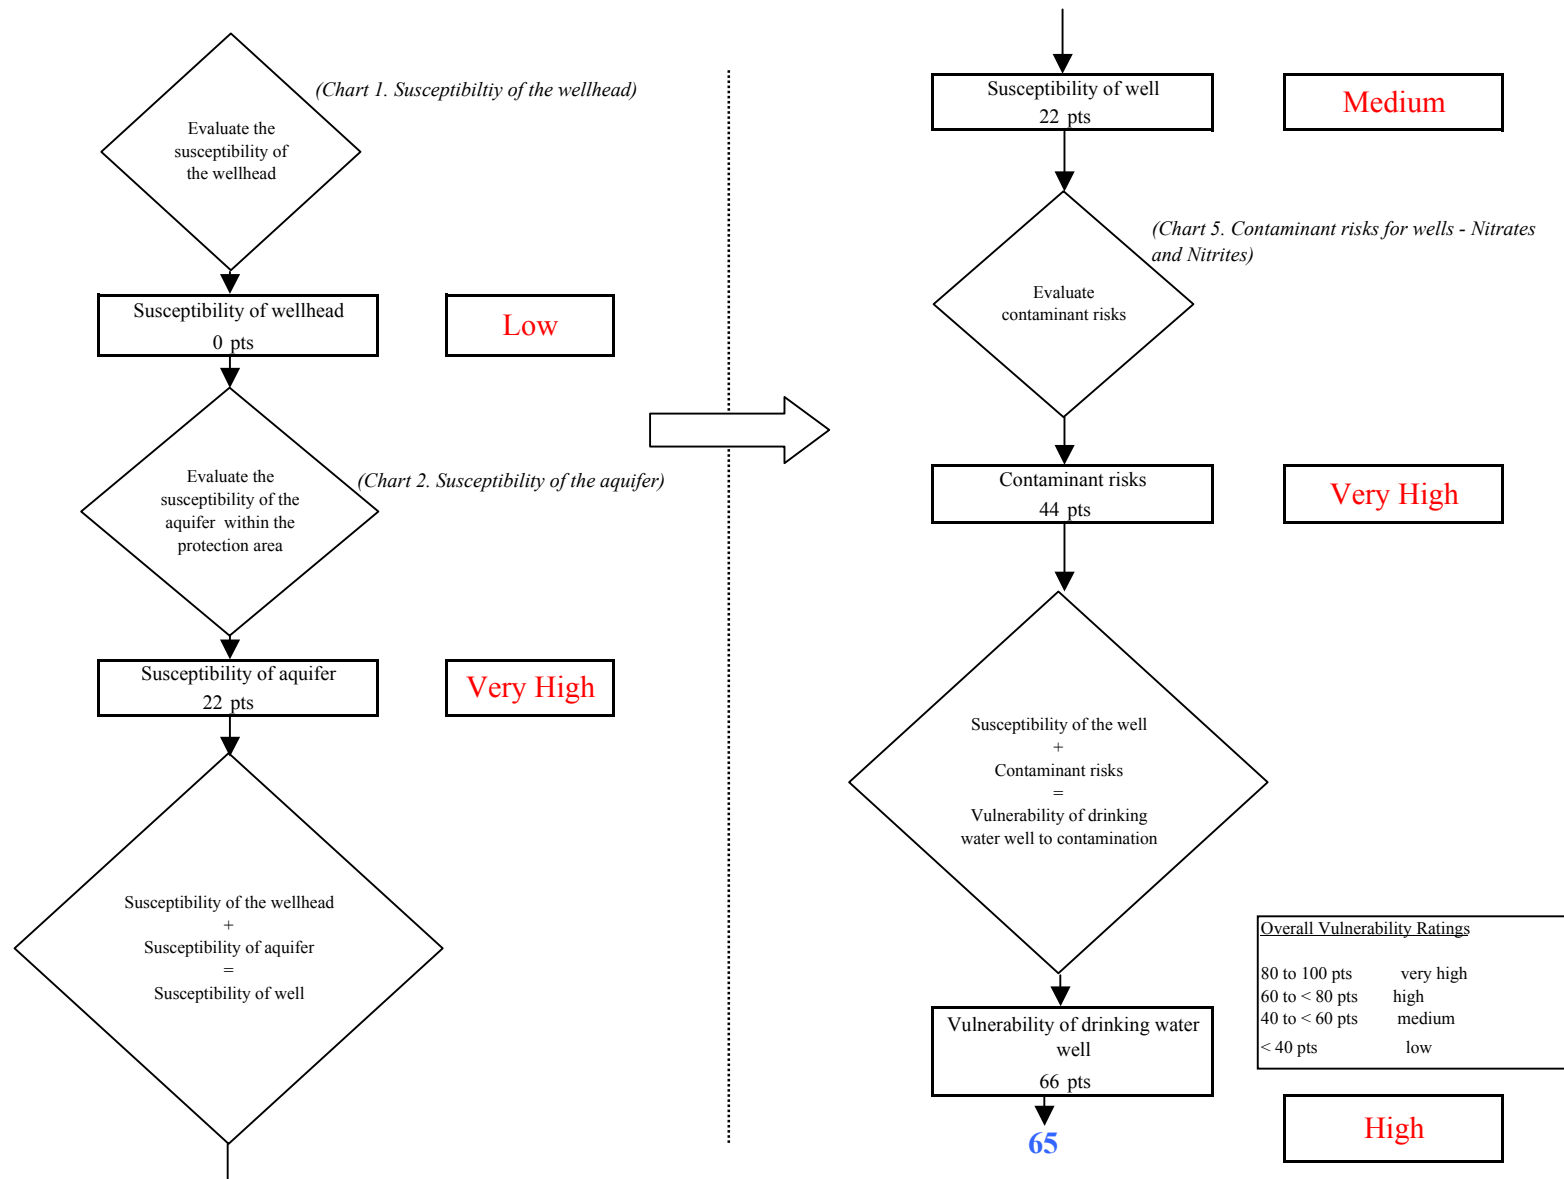 (Chart 1. Susceptibiltiy of the wellhead)
Evaluate the
susceptibility of
the wellhead
Susceptibility of wellhead
0 pts
Low
Evaluate the
susceptibility of the
aquifer within the
protection area
(Chart 2. Susceptibility of the aquifer)
Susceptibility of aquifer
22 pts
Very High
Susceptibility of the wellhead
+
Susceptibility of aquifer
=
Susceptibility of well
Susceptibility of well
22 pts
Medium
(Chart 5. Contaminant risks for wells - Nitrates
and Nitrites)
Evaluate
contaminant risks
Contaminant risks
44 pts
Very High
Susceptibility of the well
+
Contaminant risks
=
Vulnerability of drinking
water well to contamination
Overall Vulnerability Ratings
80 to 100 pts very high
60 to < 80 pts high
40 to < 60 pts medium
< 40 pts low
Vulnerability of drinking water
well
66 pts
High
65